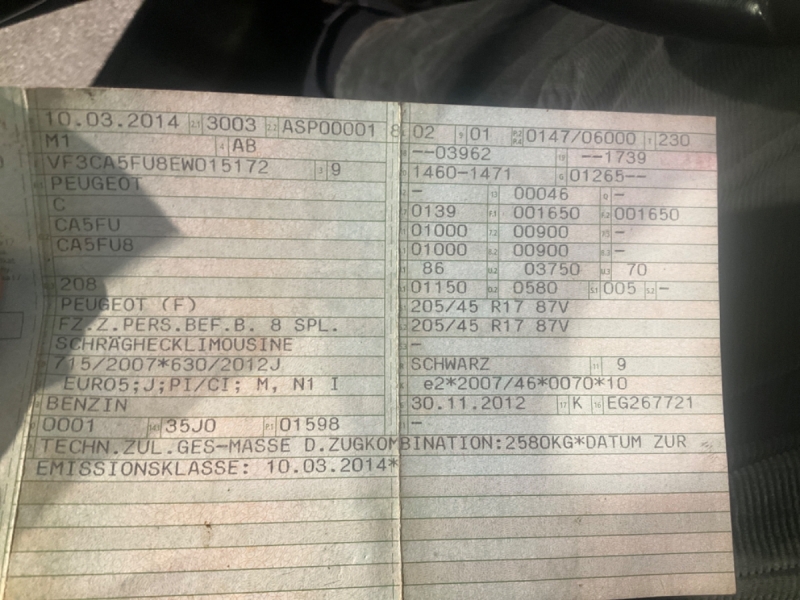 10.03.2014 3003 ASP00001 8 02 01 0147/06000 230
M1 AB --03962 --1739
VF3CA5FU8EW015172 9 1460-1471 01265--
PEUGEOT - 00046 -
C 0139 001650 001650
CA5FU 01000 00900 -
CA5FU8 01000 00900 -
86 03750 70
208 01150 0580 005 -
PEUGEOT (F) 205/45 R17 87V
FZ.Z.PERS.BEF.B. 8 SPL. 205/45 R17 87V
SCHRÄGHECKLIMOUSINE -
715/2007*630/2012J SCHWARZ 9
EURO5;J;PI/CI; M, N1 I e2*2007/46*0070*10
BENZIN 30.11.2012 K EG267721
0001 35J0 01598 -
TECHN.ZUL.GES-MASSE D.ZUGKOMBINATION:2580KG*DATUM ZUR
EMISSIONSKLASSE: 10.03.2014*